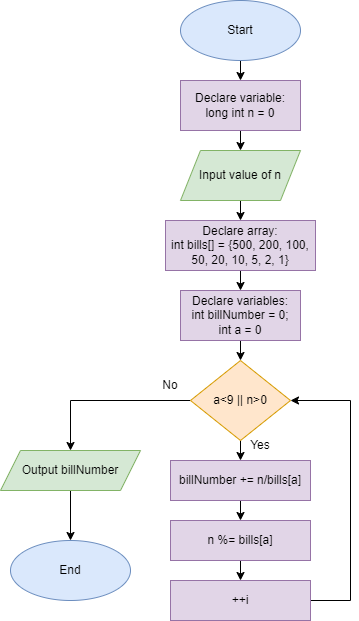 Start
Declare variable:
long int n = 0
Input value of n
Declare array:
int bills[] = {500, 200, 100,
50, 20, 10, 5, 2, 1}
Declare variables:
int billNumber = 0;
int a = 0
a<9 || n>0
No
Yes
Output billNumber
billNumber += n/bills[a]
n %= bills[a]
End
++i